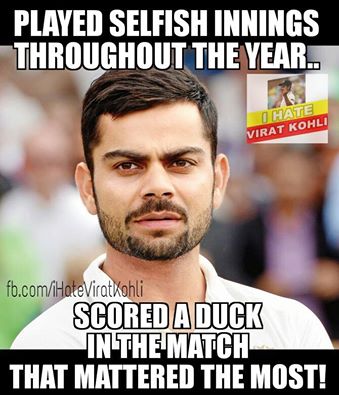 PLAYED SELFISH INNINGS
THROUGHOUT THE YEAR..
I HATE
VIRAT KOHLI
fb.com/iHateViratKohli
SCORED A DUCK
IN THE MATCH
THAT MATTERED THE MOST!